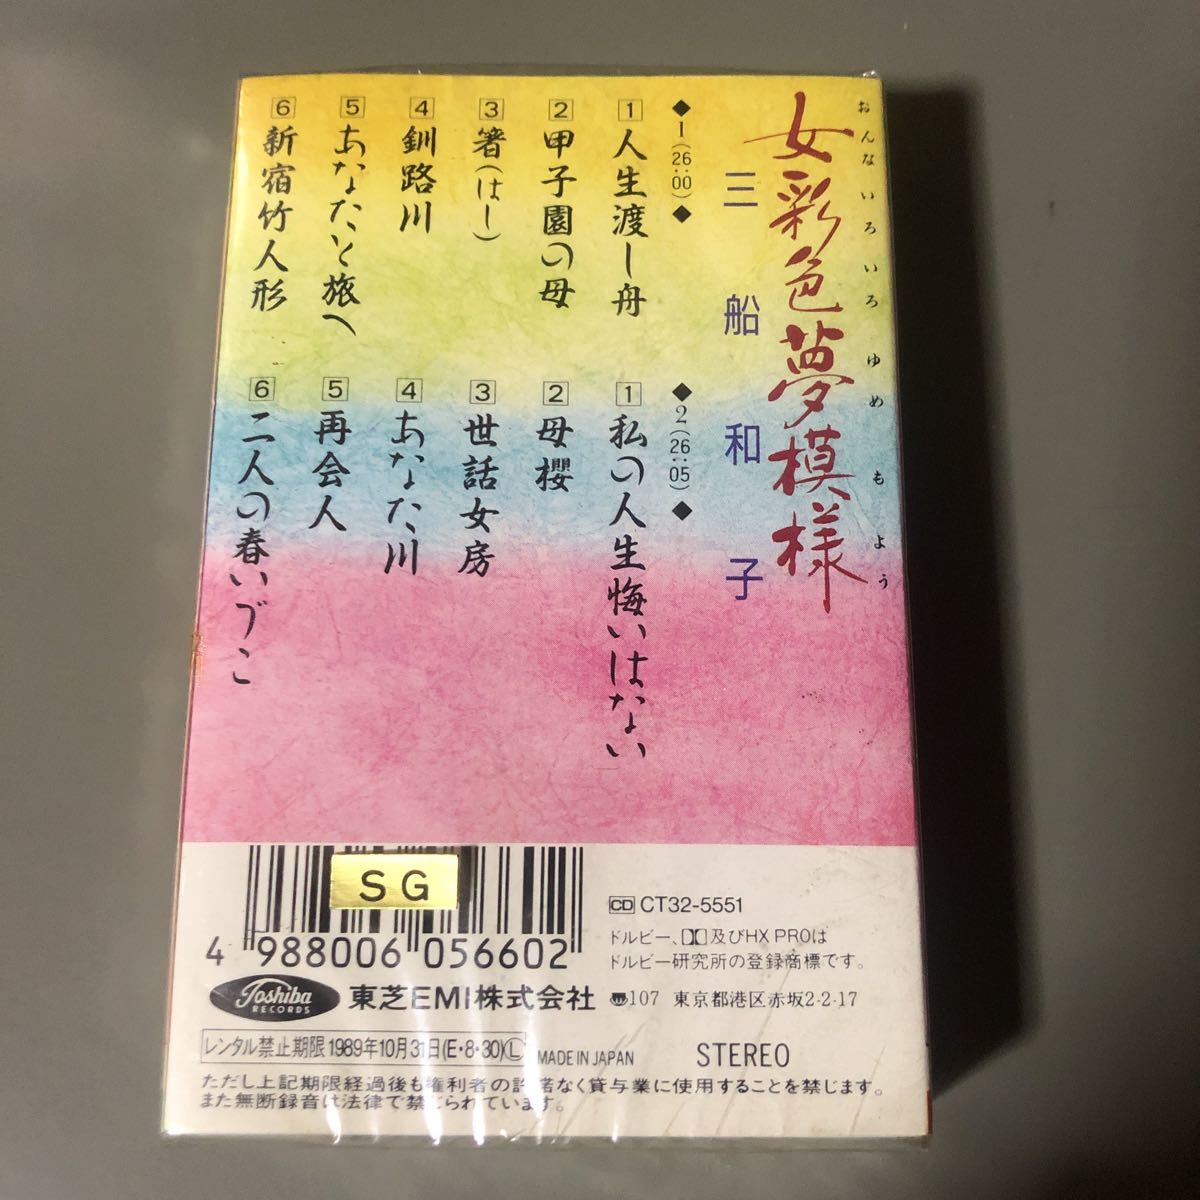 女彩色夢模様
おんないろいろゆめもよう
三船和子
◆1(26:00)◆
1 人生渡し舟
2 甲子園の母
3 箸(はし)
4 釧路川
5 あなたと旅へ
6 新宿竹人形
◆2(26:05)◆
1 私の人生悔いはない
2 母櫻
3 世話女房
4 あなた川
5 再会人
6 二人の春いづこ
SG
4 988006 056602
CD CT32-5551
ドルビー、及びHX PROは
ドルビー研究所の登録商標です。
Toshiba RECORDS 東芝EMI株式会社 107 東京都港区赤坂2-2-17
レンタル禁止期限1989年10月31日(E・8・30)Ⓛ MADE IN JAPAN STEREO
ただし上記期限経過後も権利者の許諾なく貸与業に使用することを禁じます。
また無断録音は法律で禁じられています。